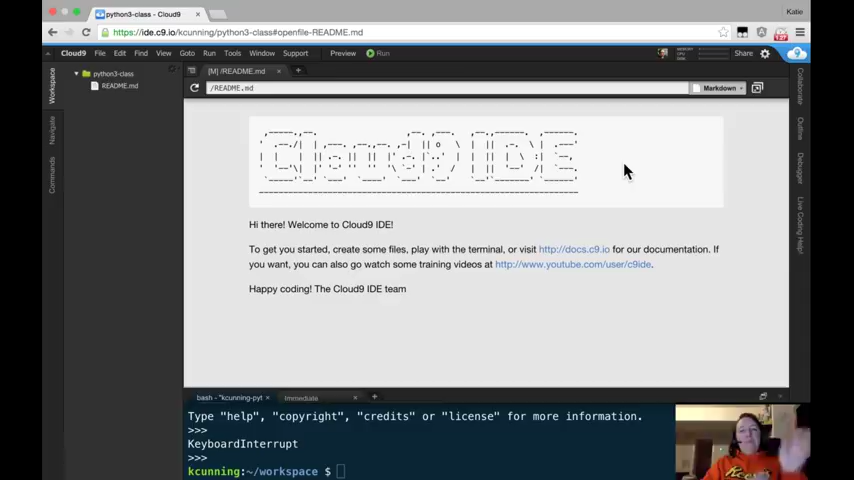 python3-class - Cloud9
Katie
https://ide.c9.io/kcunning/python3-class#openfile-README.md
Cloud9 File Edit Find View Goto Run Tools Window Support Preview Run
MEMORY
CPU
DISK
Share
Workspace
Navigate
Commands
python3-class
README.md
[M] /README.md
/README.md
Markdown
Collaborate
Outline
Debugger
Live Coding Help!
Hi there! Welcome to Cloud9 IDE!
To get you started, create some files, play with the terminal, or visit http://docs.c9.io for our documentation. If
you want, you can also go watch some training videos at http://www.youtube.com/user/c9ide.
Happy coding! The Cloud9 IDE team
bash - "kcunning-pyt
Immediate
Type "help", "copyright", "credits" or "license" for more information.
>>>
KeyboardInterrupt
>>>
kcunning:~/workspace $